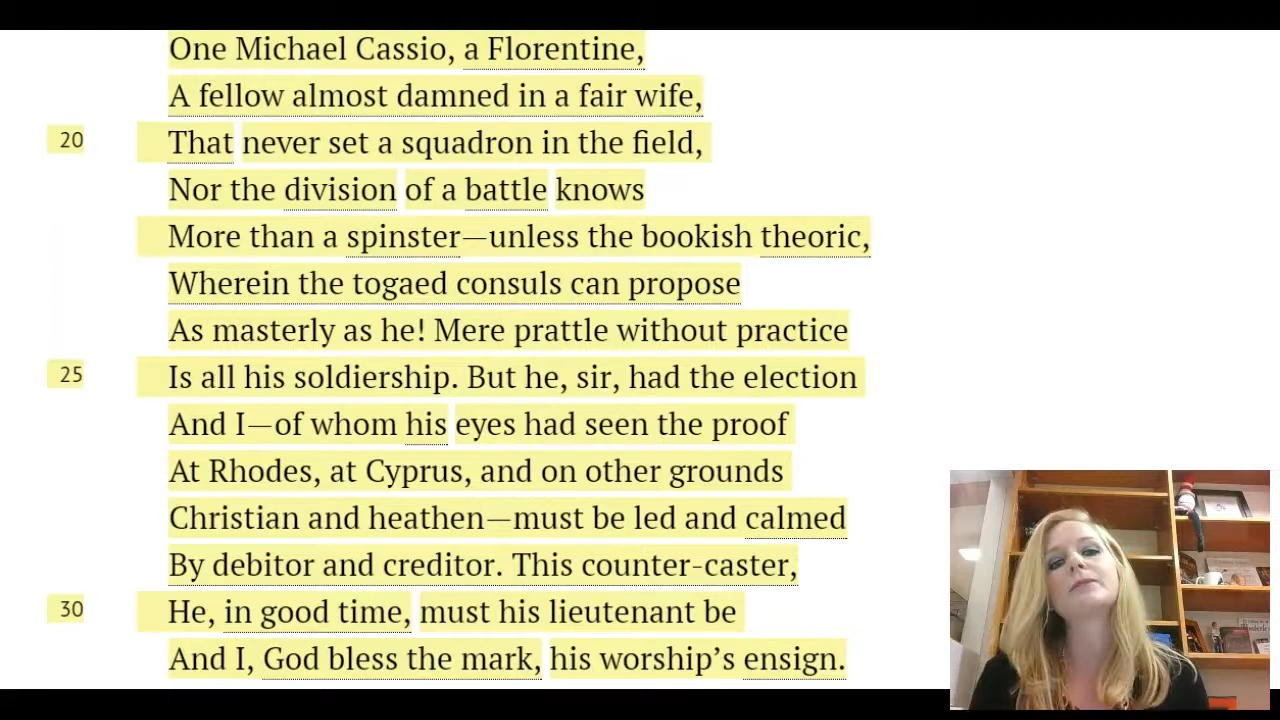 One Michael Cassio, a Florentine,
A fellow almost damned in a fair wife,
20 That never set a squadron in the field,
Nor the division of a battle knows
More than a spinster—unless the bookish theoric,
Wherein the togaed consuls can propose
As masterly as he! Mere prattle without practice
25 Is all his soldiership. But he, sir, had the election
And I—of whom his eyes had seen the proof
At Rhodes, at Cyprus, and on other grounds
Christian and heathen—must be led and calmed
By debitor and creditor. This counter-caster,
30 He, in good time, must his lieutenant be
And I, God bless the mark, his worship’s ensign.